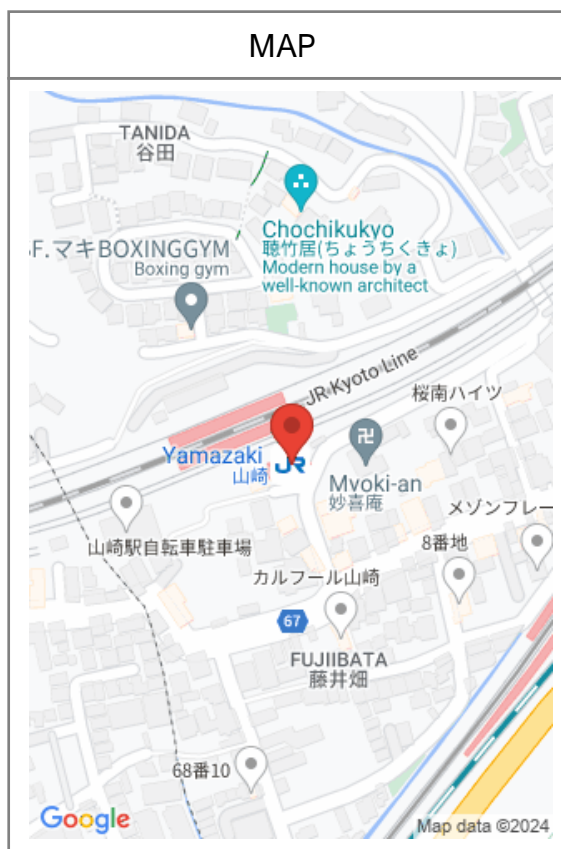 MAP
TANIDA
谷田
Chochikukyo
聴竹居(ちょうちくきょ)
Modern house by a
well-known architect
F.マキBOXINGGYM
Boxing gym
JR Kyoto Line
桜南ハイツ
Yamazaki
山崎
JR
卍
Myoki-an
妙喜庵
メゾンフレー
山崎駅自転車駐車場
8番地
カルフール山崎
67
FUJIIBATA
藤井畑
68番10
Google
Map data ©2024